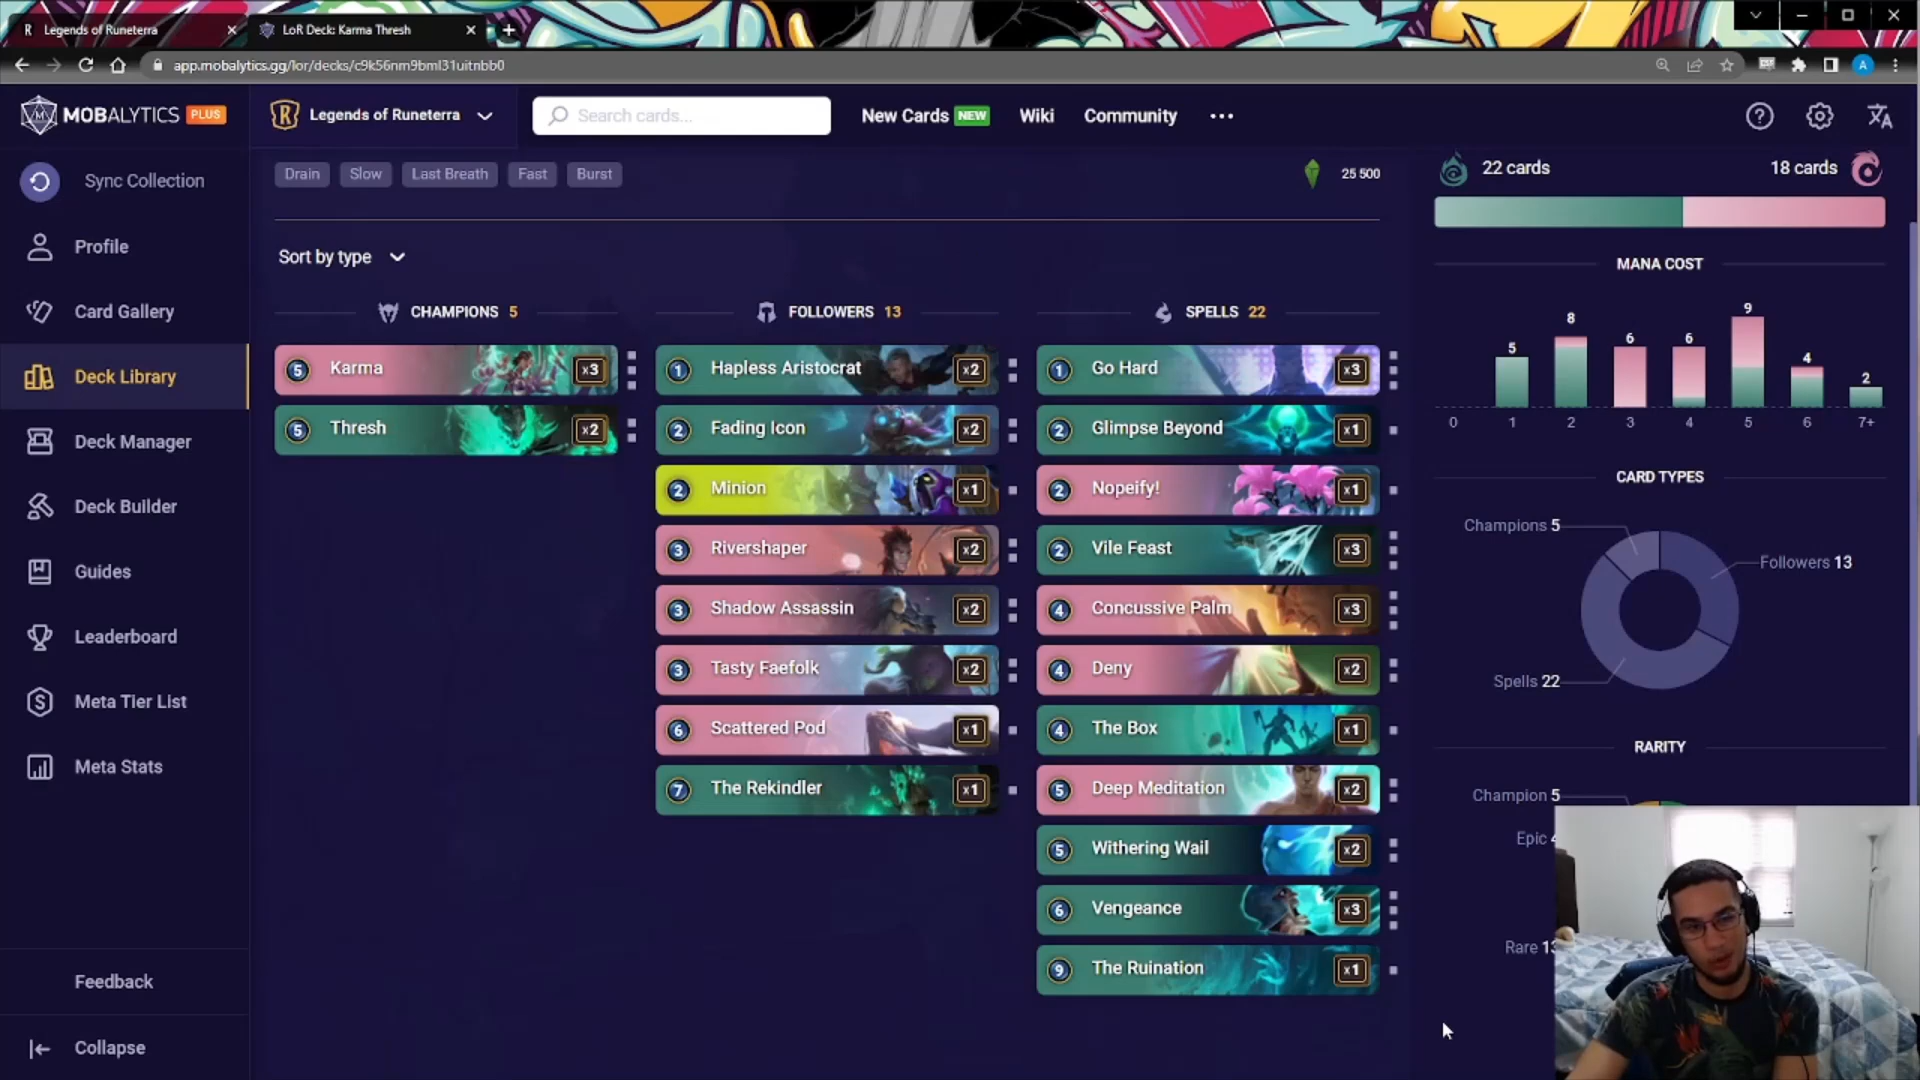 Legends of Runeterra
LoR Deck: Karma Thresh
app.mobalytics.gg/lor/decks/c9k56nm9bml31uitnbb0
A
MOBALYTICS PLUS
Legends of Runeterra
Search cards...
New Cards NEW
Wiki
Community
Sync Collection
Profile
Card Gallery
Deck Library
Deck Manager
Deck Builder
Guides
Leaderboard
Meta Tier List
Meta Stats
Feedback
Collapse
Drain
Slow
Last Breath
Fast
Burst
25 500
Sort by type
CHAMPIONS 5
5 Karma x3
5 Thresh x2
FOLLOWERS 13
1 Hapless Aristocrat x2
2 Fading Icon x2
2 Minion x1
3 Rivershaper x2
3 Shadow Assassin x2
3 Tasty Faefolk x2
6 Scattered Pod x1
7 The Rekindler x1
SPELLS 22
1 Go Hard x3
2 Glimpse Beyond x1
2 Nopeify! x1
2 Vile Feast x3
4 Concussive Palm x3
4 Deny x2
4 The Box x1
5 Deep Meditation x2
5 Withering Wail x2
6 Vengeance x3
9 The Ruination x1
22 cards
18 cards
MANA COST
5 8 6 6 9 4 2
0 1 2 3 4 5 6 7+
CARD TYPES
Champions 5
Followers 13
Spells 22
RARITY
Champion 5
Epic
Rare